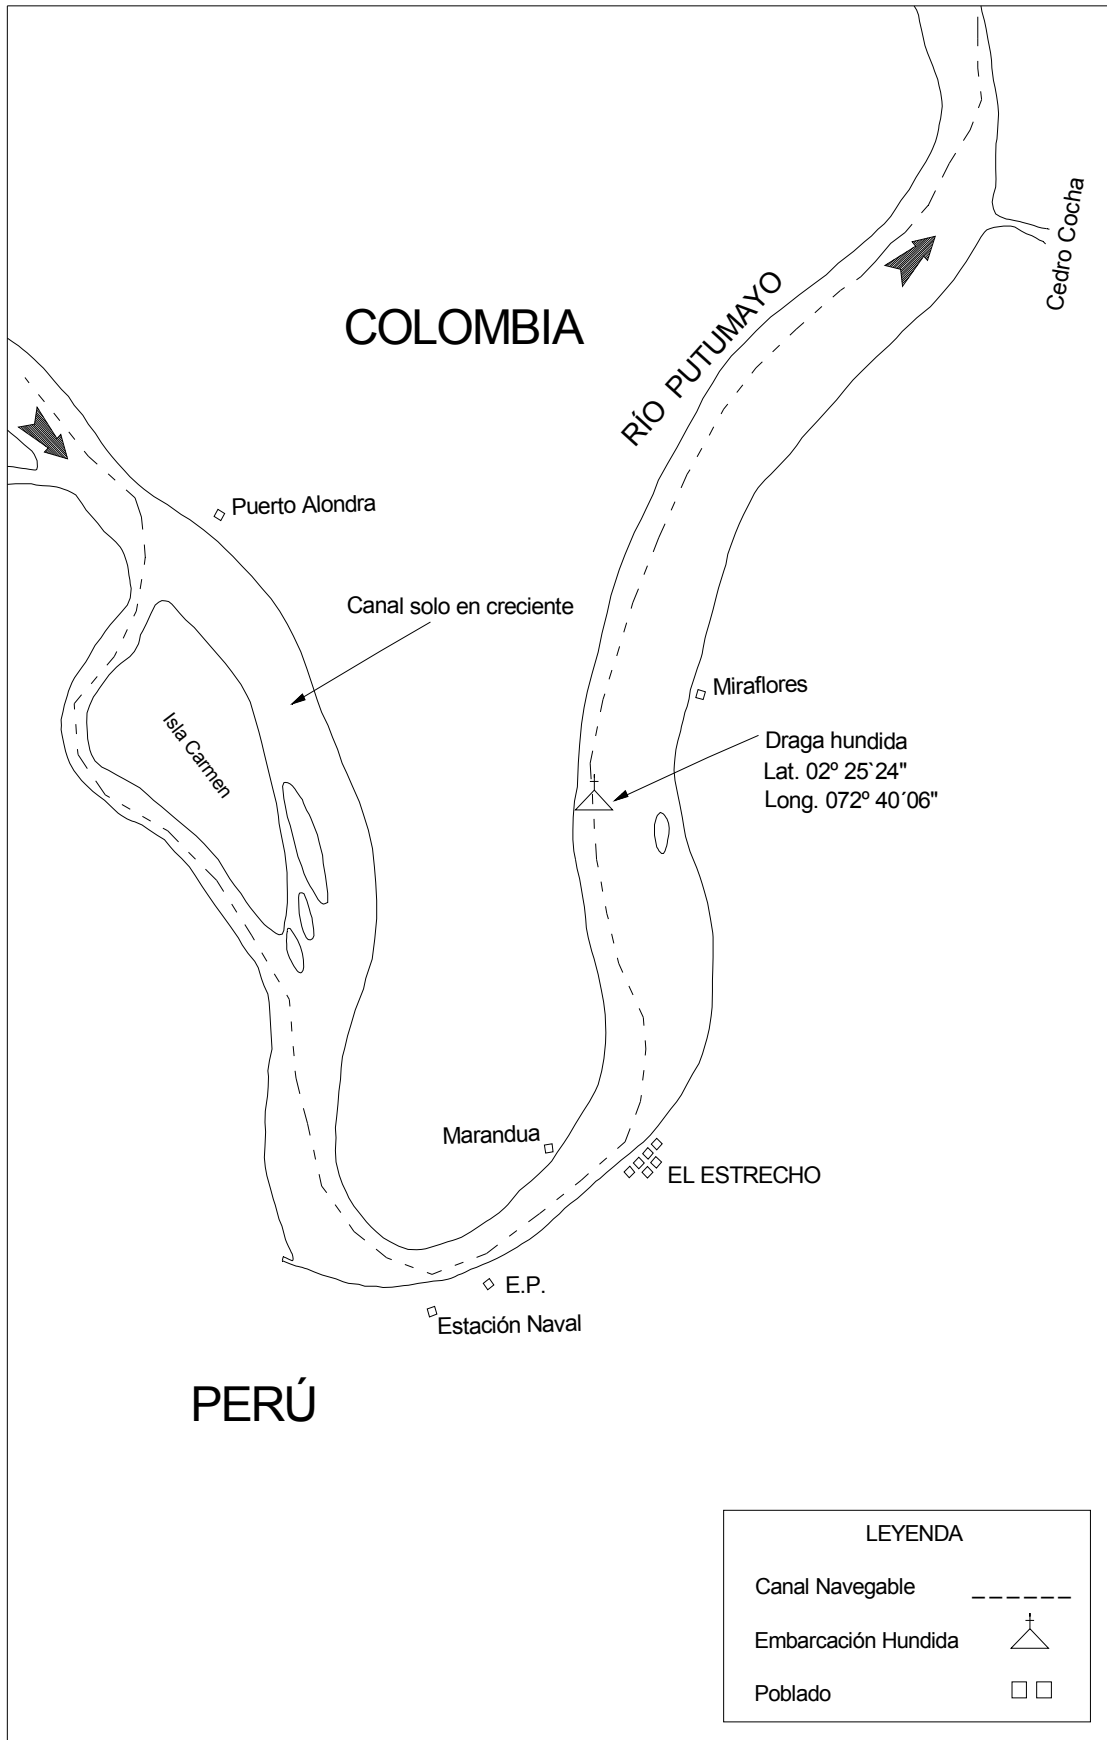 Cedro Cocha
COLOMBIA
RÍO PUTUMAYO
Puerto Alondra
Canal solo en creciente
Miraflores
Isla Carmen
Draga hundida
Lat. 02º 25`24"
Long. 072º 40´06"
Marandua
EL ESTRECHO
E.P.
Estación Naval
PERÚ
LEYENDA
Canal Navegable
Embarcación Hundida
Poblado